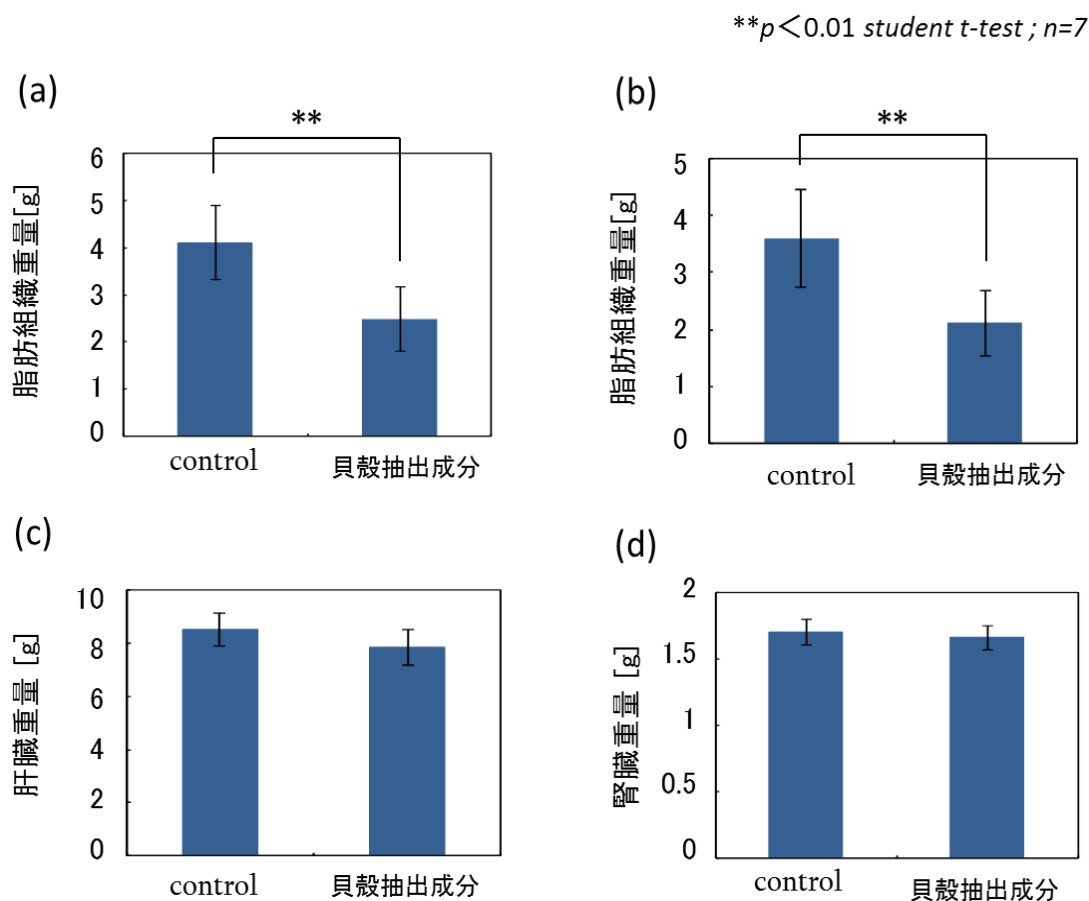 **p＜0.01 student t-test ; n=7
(a)
**
脂肪組織重量[g]
6
5
4
3
2
1
0
control
貝殻抽出成分
(b)
**
脂肪組織重量[g]
5
4
3
2
1
0
control
貝殻抽出成分
(c)
肝臓重量 [g]
10
8
6
4
2
0
control
貝殻抽出成分
(d)
腎臓重量 [g]
2
1.5
1
0.5
0
control
貝殻抽出成分